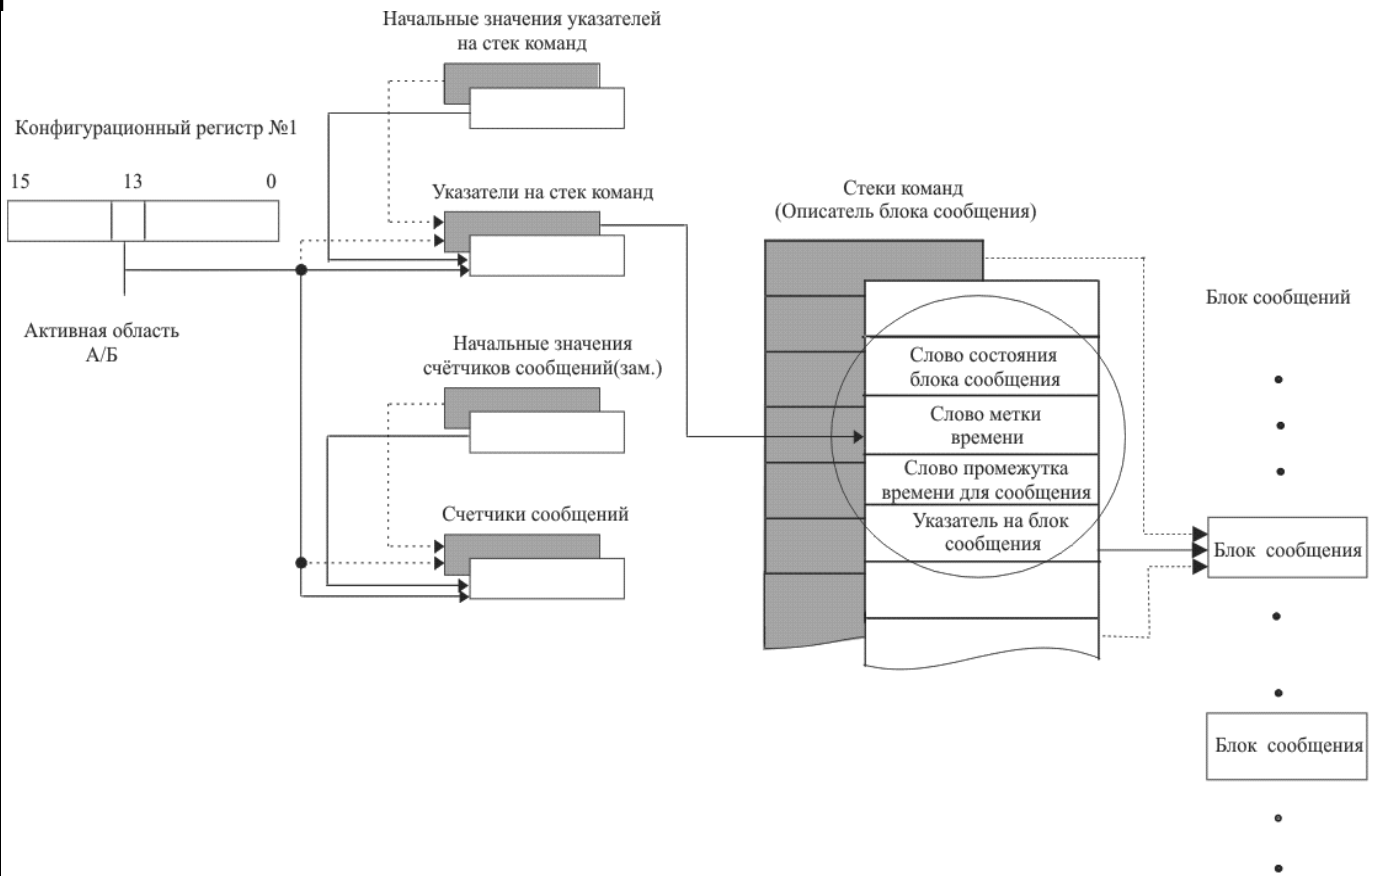 Начальные значения указателей
на стек команд
Конфигурационный регистр №1
15 13 0
Указатели на стек команд
Стеки команд
(Описатель блока сообщения)
Активная область
А/Б
Начальные значения
счётчиков сообщений(зам.)
Счетчики сообщений
Слово состояния
блока сообщения
Слово метки
времени
Слово промежутка
времени для сообщения
Указатель на блок
сообщения
Блок сообщений
Блок сообщения
Блок сообщения